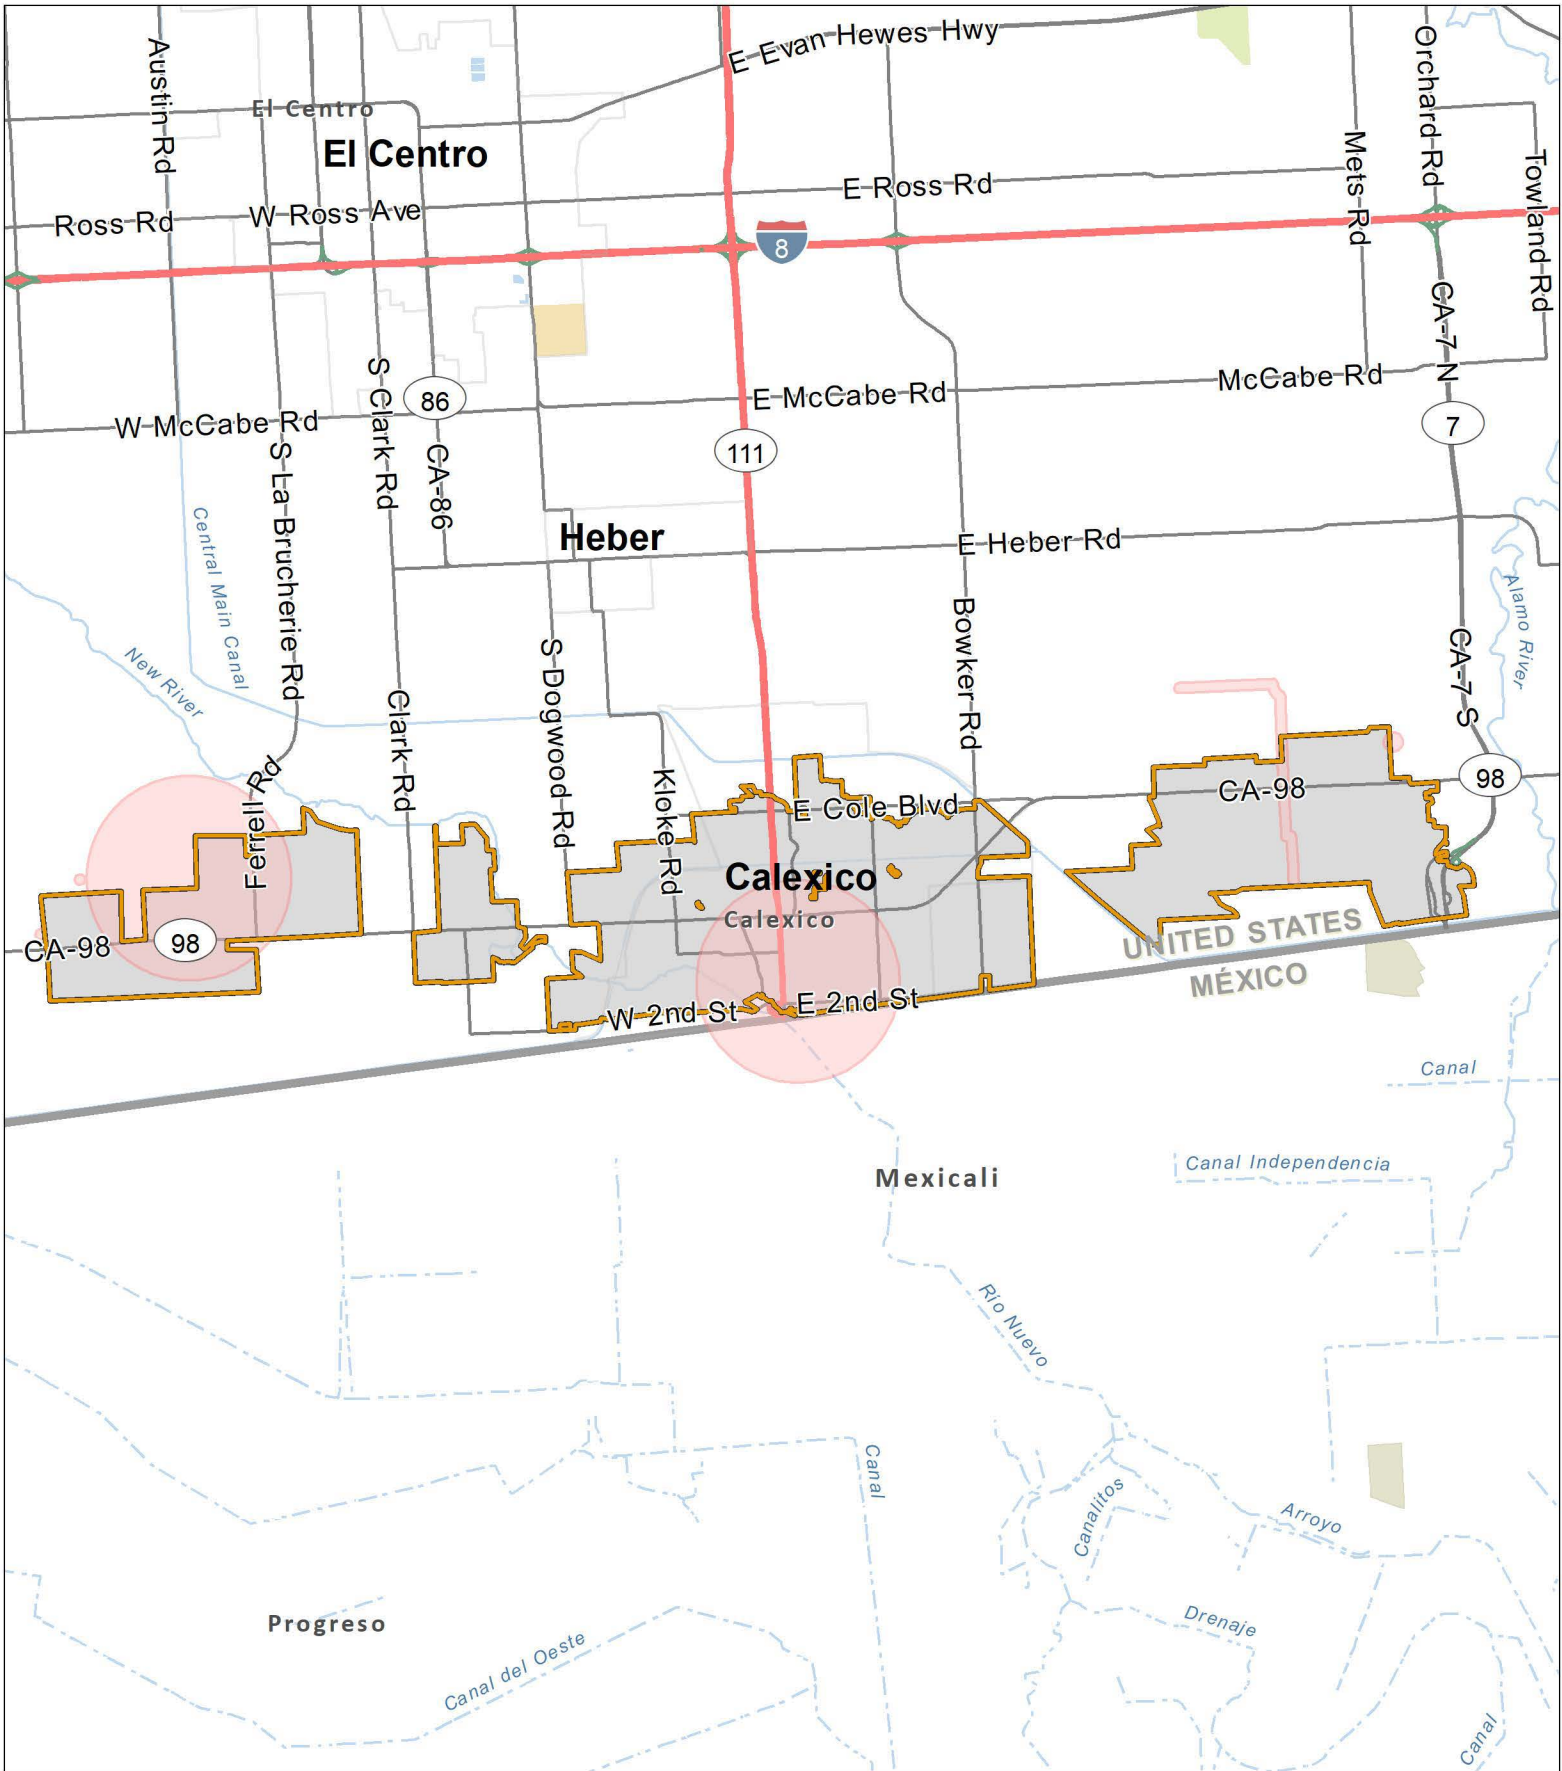 E Evan Hewes Hwy
Austin Rd
Orchard Rd
El Centro
El Centro
Mets Rd
Towland Rd
E Ross Rd
W Ross Ave
Ross Rd
8
CA-7 N
S Clark Rd
86
E McCabe Rd
McCabe Rd
W McCabe Rd
7
111
S La Brucherie Rd
CA-86
Central Main Canal
Heber
E Heber Rd
Alamo River
Bowker Rd
New River
S Dogwood Rd
CA-7 S
Clark Rd
Ferrell Rd
Kloke Rd
98
CA-98
E Cole Blvd
Calexico
Calexico
CA-98
98
UNITED STATES
MÉXICO
W 2nd St
E 2nd St
Canal
Mexicali
Canal Independencia
Rio Nuevo
Canal
Canalitos
Arroyo
Progreso
Drenaje
Canal del Oeste
Canal